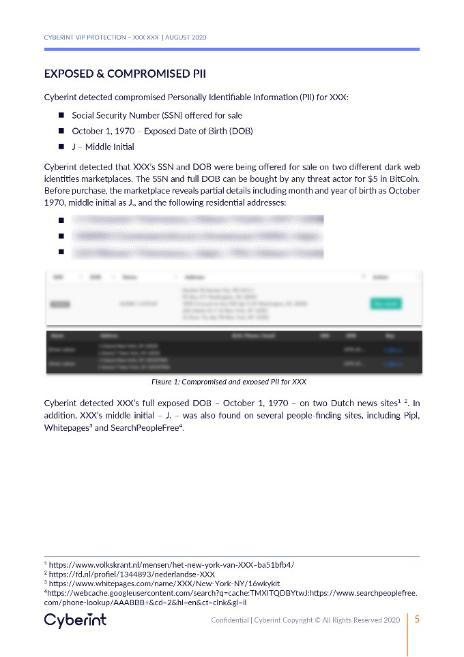 CYBERINT VIP PROTECTION – XXX XXX | AUGUST 2020
EXPOSED & COMPROMISED PII
Cyberint detected compromised Personally Identifiable Information (PII) for XXX:
Social Security Number (SSN) offered for sale
October 1, 1970 – Exposed Date of Birth (DOB)
J – Middle Initial
Cyberint detected that XXX's SSN and DOB were being offered for sale on two different dark web
identities marketplaces. The SSN and full DOB can be bought by any threat actor for $5 in BitCoin.
Before purchase, the marketplace reveals partial details including month and year of birth as October
1970, middle initial as J., and the following residential addresses:
Figure 1: Compromised and exposed PII for XXX
Cyberint detected XXX's full exposed DOB – October 1, 1970 – on two Dutch news sites¹ ². In
addition, XXX's middle initial – J. – was also found on several people-finding sites, including Pipl,
Whitepages³ and SearchPeopleFree⁴.
¹ https://www.volkskrant.nl/mensen/het-new-york-van-XXX~ba51bfb4/
² https://fd.nl/profiel/1344893/nederlandse-XXX
³ https://www.whitepages.com/name/XXX/New-York-NY/16wkykit
⁴https://webcache.googleusercontent.com/search?q=cache:TMXITQDBYtwJ:https://www.searchpeoplefree.
com/phone-lookup/AAABBB+&cd=2&hl=en&ct=clnk&gl=il
Cyberint
Confidential | Cyberint Copyright © All Rights Reserved 2020 | 5